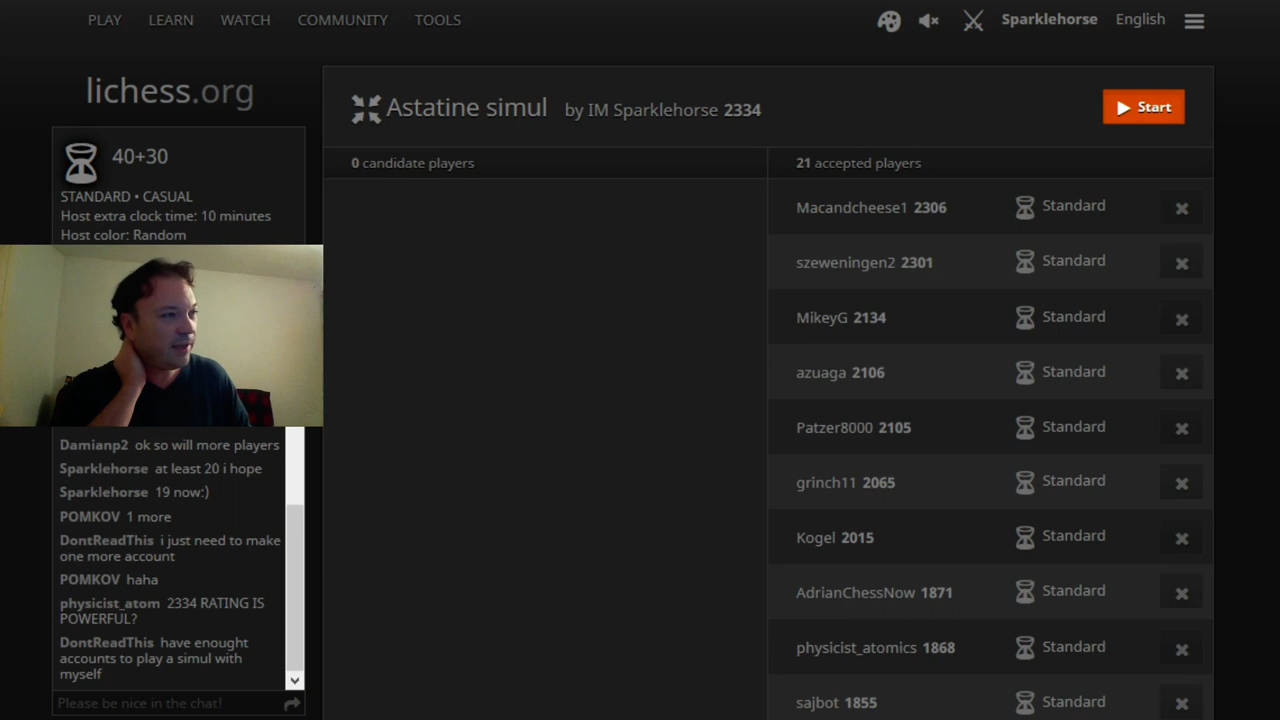 PLAY LEARN WATCH COMMUNITY TOOLS Sparklehorse English
lichess.org
40+30
STANDARD • CASUAL
Host extra clock time: 10 minutes
Host color: Random
Damianp2 ok so will more players
Sparklehorse at least 20 i hope
Sparklehorse 19 now:)
POMKOV 1 more
DontReadThis i just need to make
one more account
POMKOV haha
physicist_atom 2334 RATING IS
POWERFUL?
DontReadThis have enought
accounts to play a simul with
myself
Please be nice in the chat!
Astatine simul by IM Sparklehorse 2334
Start
0 candidate players
21 accepted players
Macandcheese1 2306 Standard
szeweningen2 2301 Standard
MikeyG 2134 Standard
azuaga 2106 Standard
Patzer8000 2105 Standard
grinch11 2065 Standard
Kogel 2015 Standard
AdrianChessNow 1871 Standard
physicist_atomics 1868 Standard
sajbot 1855 Standard